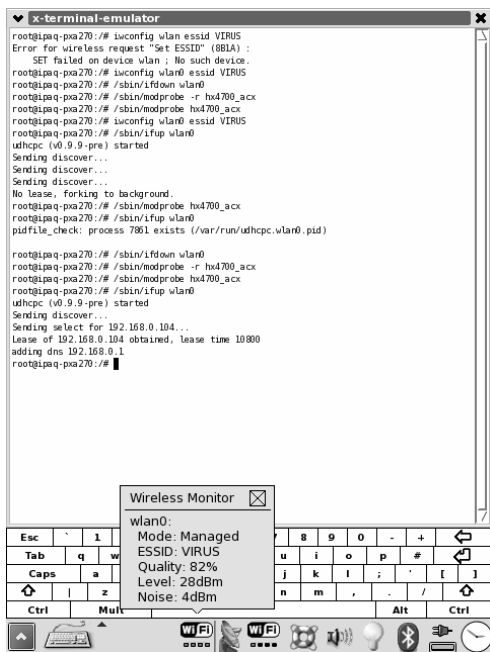 x-terminal-emulator
root@ipaq-pxa270:/# iwconfig wlan essid VIRUS
Error for wireless request "Set ESSID" (8B1A) :
SET failed on device wlan ; No such device.
root@ipaq-pxa270:/# iwconfig wlan0 essid VIRUS
root@ipaq-pxa270:/# /sbin/ifdown wlan0
root@ipaq-pxa270:/# /sbin/modprobe -r hx4700_acx
root@ipaq-pxa270:/# /sbin/modprobe hx4700_acx
root@ipaq-pxa270:/# iwconfig wlan0 essid VIRUS
root@ipaq-pxa270:/# /sbin/ifup wlan0
udhcpc (v0.9.9-pre) started
Sending discover...
Sending discover...
Sending discover...
No lease, forking to background.
root@ipaq-pxa270:/# /sbin/modprobe hx4700_acx
root@ipaq-pxa270:/# /sbin/ifup wlan0
pidfile_check: process 7861 exists (/var/run/udhcpc.wlan0.pid)
root@ipaq-pxa270:/# /sbin/ifdown wlan0
root@ipaq-pxa270:/# /sbin/modprobe -r hx4700_acx
root@ipaq-pxa270:/# /sbin/modprobe hx4700_acx
root@ipaq-pxa270:/# /sbin/ifup wlan0
udhcpc (v0.9.9-pre) started
Sending discover...
Sending select for 192.168.0.104...
Lease of 192.168.0.104 obtained, lease time 10800
adding dns 192.168.0.1
root@ipaq-pxa270:/#
Wireless Monitor
wlan0:
Mode: Managed
ESSID: VIRUS
Quality: 82%
Level: 28dBm
Noise: 4dBm
Esc ` 1 8 9 0 - +
Tab q w u i o p #
Caps a j k l ; ' [ ]
| z n m , . /
Ctrl Alt Ctrl
WiFi WiFi